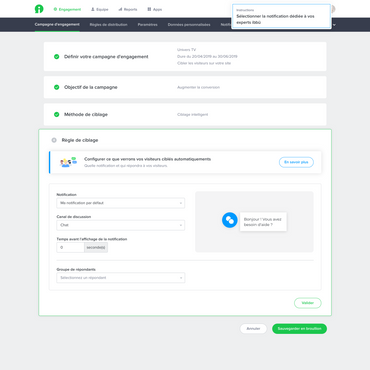 Engagement
Equipe
Reports
Apps
Instructions
Sélectionner la notification dédiée à vos
experts ibbü
Campagne d'engagement
Règles de distribution
Paramètres
Données personnalisées
Définir votre campagne d'engagement
Univers TV
Du 20/09/2019 au 30/09/2019
Cibler les visiteurs sur votre site
Objectif de la campagne
Augmenter la conversion
Méthode de ciblage
Ciblage intelligent
Règle de ciblage
Configurer ce que verrons vos visiteurs ciblés automatiquement
Quelle notification et qui répondra à vos visiteurs
En savoir plus
Notification
Ma notification par défaut
Canal de discussion
Chat
Temps avant l'affichage de la notification
0
seconde(s)
Bonjour ! Vous avez
besoin d'aide ?
Groupe de répondants
Sélectionnez un répondant
Valider
Annuler
Sauvegarder en brouillon